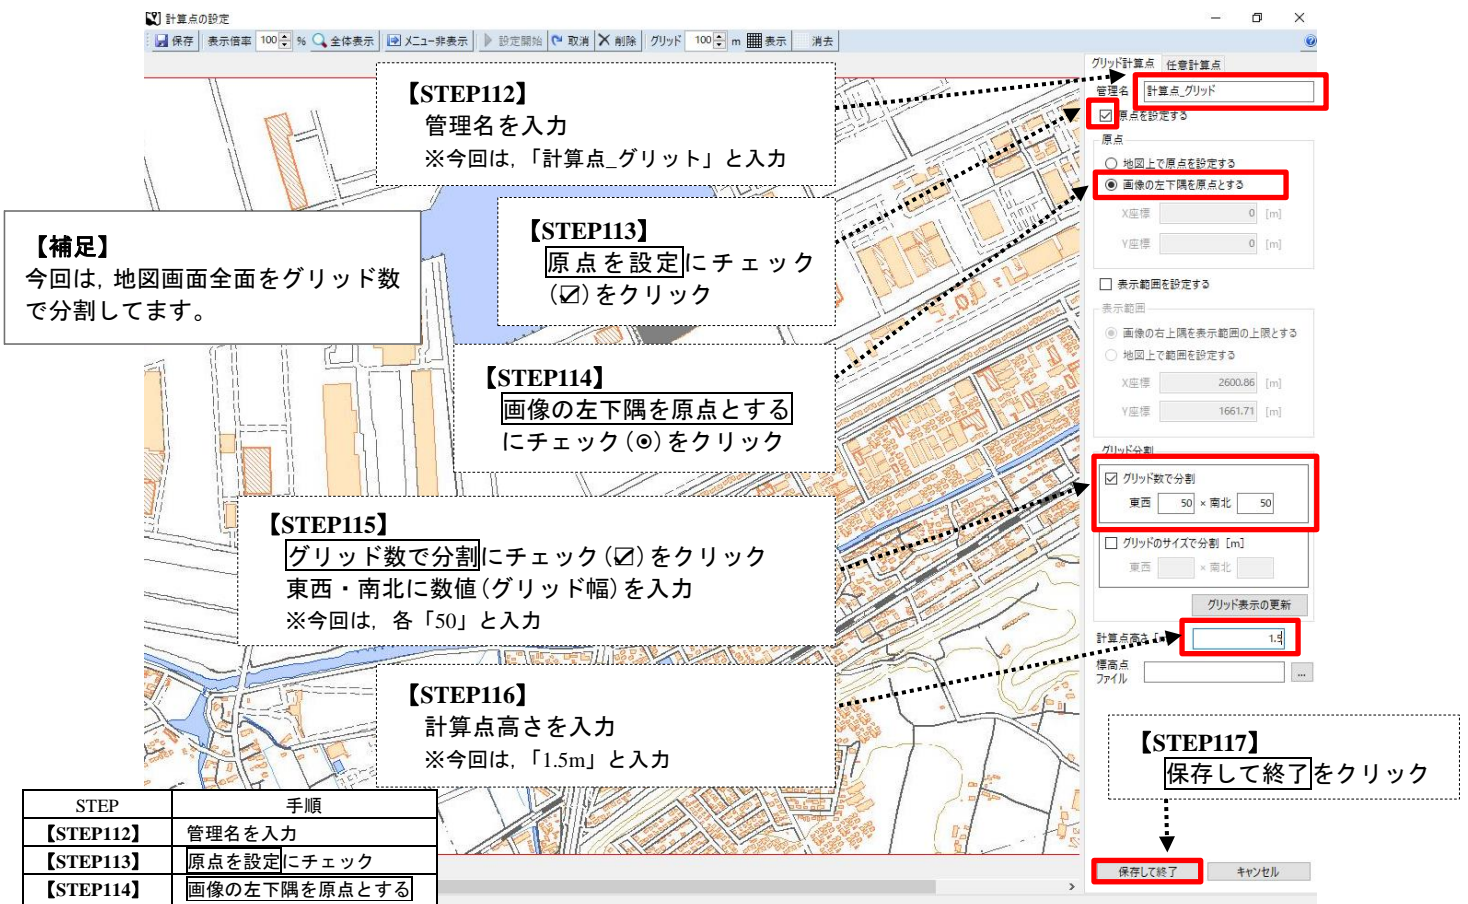 計算点の設定
保存 表示倍率 100 % 全体表示 メニュー非表示 設定開始 取消 削除 グリッド 100 m 表示 消去
グリッド計算点 任意計算点
管理名 計算点_グリッド
原点を設定する
原点
地図上で原点を設定する
画像の左下隅を原点とする
X座標 0 [m]
Y座標 0 [m]
表示範囲を設定する
表示範囲
画像の右上隅を表示範囲の上限とする
地図上で範囲を設定する
X座標 2600.86 [m]
Y座標 1661.71 [m]
グリッド分割
グリッド数で分割
東西 50 × 南北 50
グリッドのサイズで分割 [m]
東西 × 南北
グリッド表示の更新
計算点高さ 1.5
標高点
ファイル ...
保存して終了 キャンセル
【STEP112】
管理名を入力
※今回は,「計算点_グリット」と入力
【補足】
今回は,地図画面全面をグリッド数
で分割してます。
【STEP113】
原点を設定にチェック
(☑)をクリック
【STEP114】
画像の左下隅を原点とする
にチェック(◉)をクリック
【STEP115】
グリッド数で分割にチェック(☑)をクリック
東西・南北に数値(グリッド幅)を入力
※今回は, 各「50」と入力
【STEP116】
計算点高さを入力
※今回は,「1.5m」と入力
【STEP117】
保存して終了をクリック
STEP 手順
【STEP112】 管理名を入力
【STEP113】 原点を設定にチェック
【STEP114】 画像の左下隅を原点とする